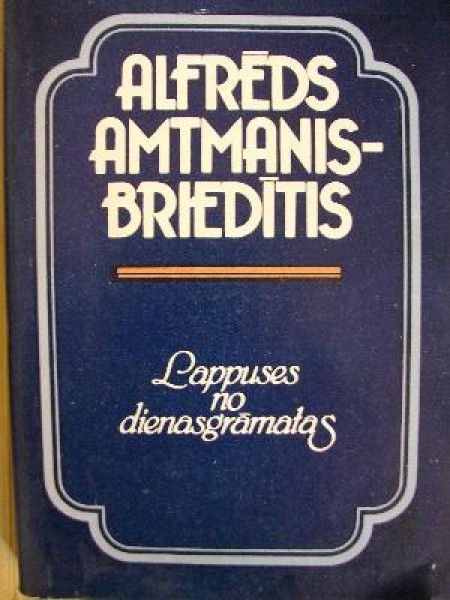 ALFRĒDS
AMTMANIS-
BRIEDĪTIS
Lappuses
no
dienasgrāmatas